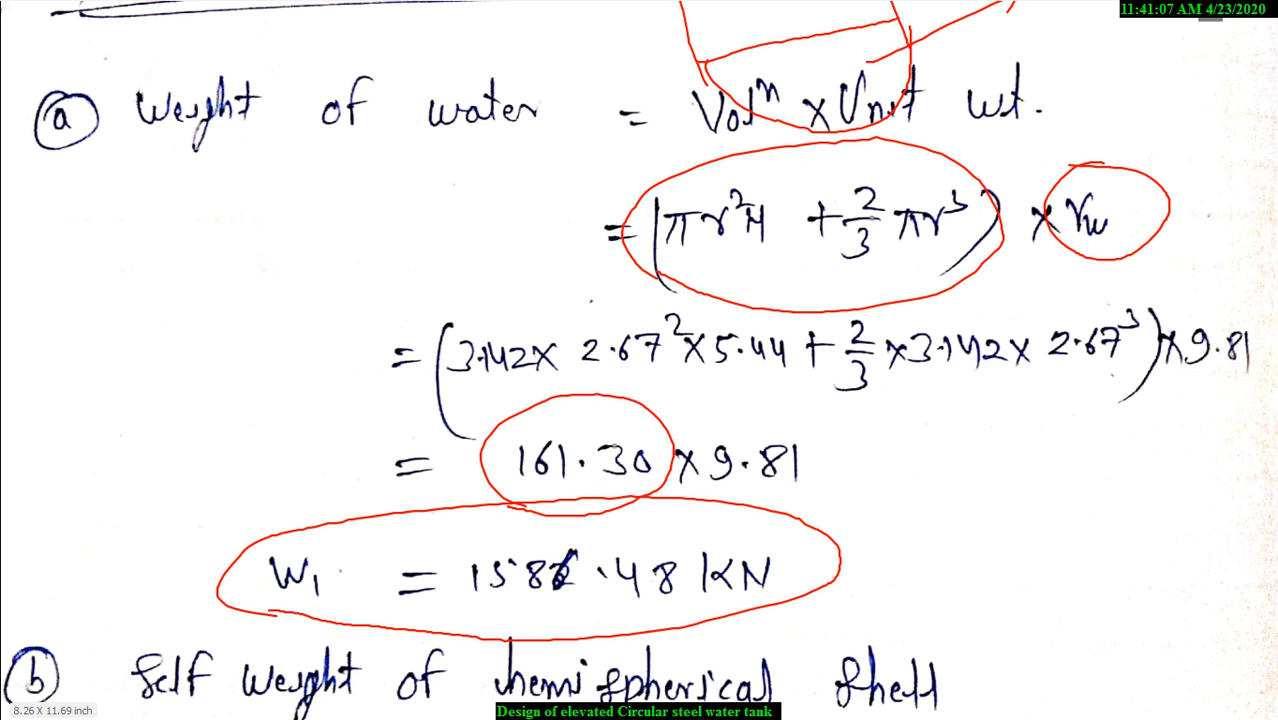 11:41:07 AM 4/23/2020
(a) Weight of water = Volⁿ × Unit wt.
= (πr²H + 2/3 πr³) × γw
= (3.142 × 2.67² × 5.44 + 2/3 × 3.142 × 2.67³) × 9.81
= 161.30 × 9.81
W₁ = 1582.48 KN
(b) Self weight of hemispherical shell
8.26 X 11.69 inch
Design of elevated Circular steel water tank